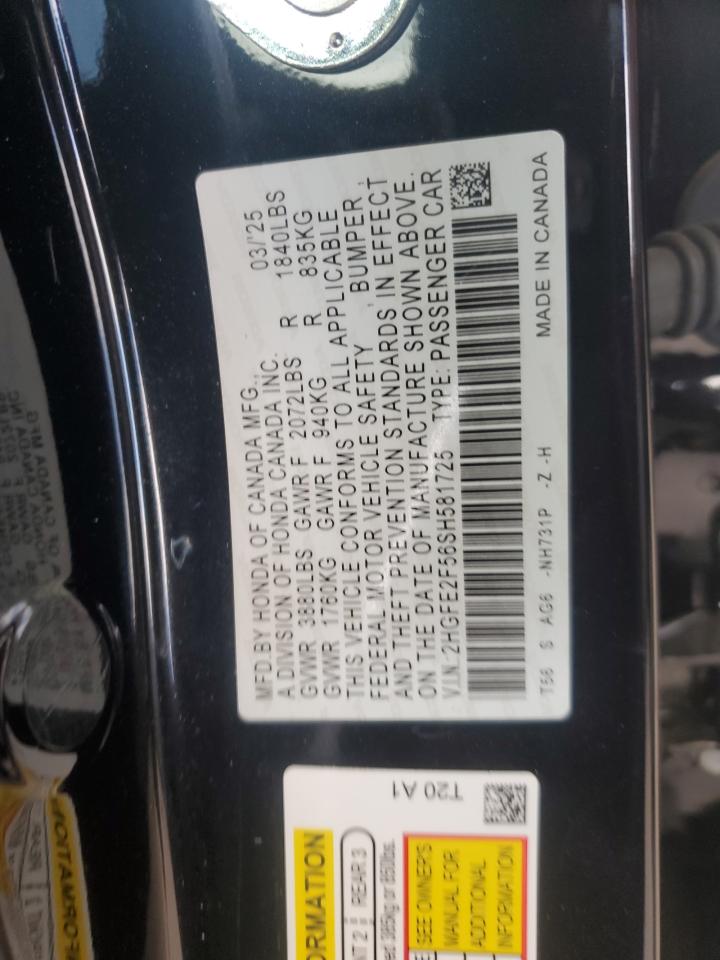 MFD.BY HONDA OF CANADA MFG., 03/'25
A DIVISION OF HONDA CANADA INC.
GVWR 3880LBS GAWR F 2072LBS R 1840LBS
GVWR 1760KG GAWR F 940KG R 835KG
THIS VEHICLE CONFORMS TO ALL APPLICABLE
FEDERAL MOTOR VEHICLE SAFETY, BUMPER,
AND THEFT PREVENTION STANDARDS IN EFFECT
ON THE DATE OF MANUFACTURE SHOWN ABOVE.
V.I.N:2HGFE2F56SH581725 TYPE: PASSENGER CAR
T56 S AG6 -NH731P -Z -H MADE IN CANADA
T20 A1
REAR 3
SEE OWNER'S
MANUAL FOR
ADDITIONAL
INFORMATION